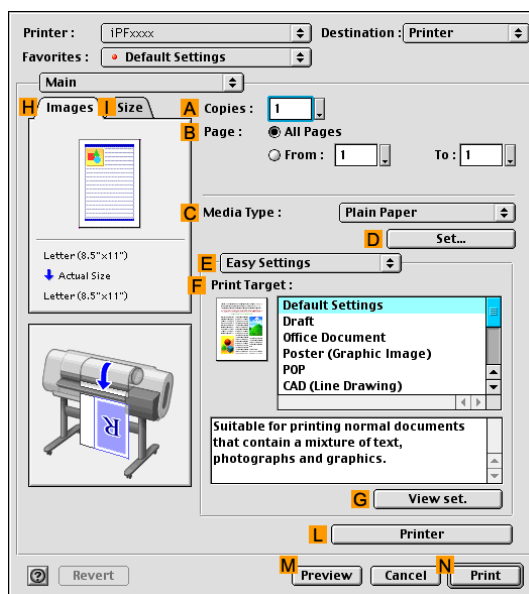 Printer : iPFxxxx Destination : Printer
Favorites : Default Settings
Main
H Images I Size
A Copies : 1
B Page : All Pages
From : 1 To : 1
C Media Type : Plain Paper
D Set...
Letter (8.5"x11")
Actual Size
Letter (8.5"x11")
E Easy Settings
F Print Target :
Default Settings
Draft
Office Document
Poster (Graphic Image)
POP
CAD (Line Drawing)
R
Suitable for printing normal documents
that contain a mixture of text,
photographs and graphics.
G View set.
L Printer
? Revert M Preview Cancel N Print